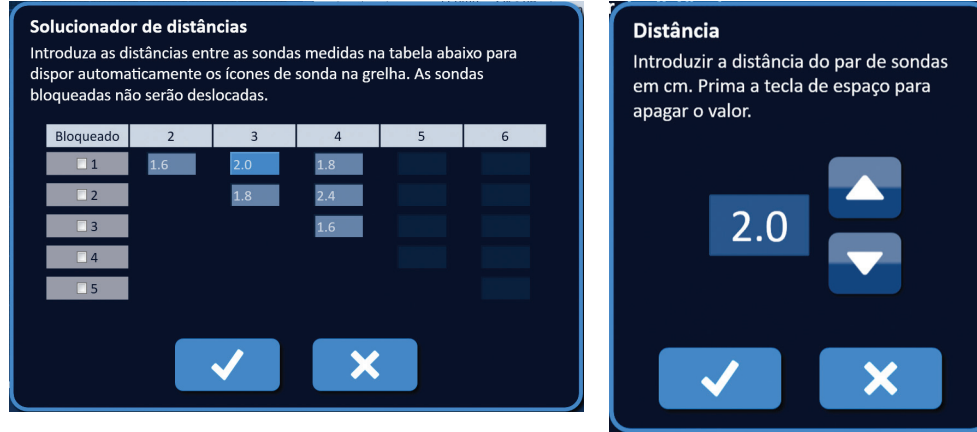 Solucionador de distâncias
Introduza as distâncias entre as sondas medidas na tabela abaixo para
dispor automaticamente os ícones de sonda na grelha. As sondas
bloqueadas não serão deslocadas.
Bloqueado 2 3 4 5 6
1 1.6 2.0 1.8
2 1.8 2.4
3 1.6
4
5
Distância
Introduzir a distância do par de sondas
em cm. Prima a tecla de espaço para
apagar o valor.
2.0